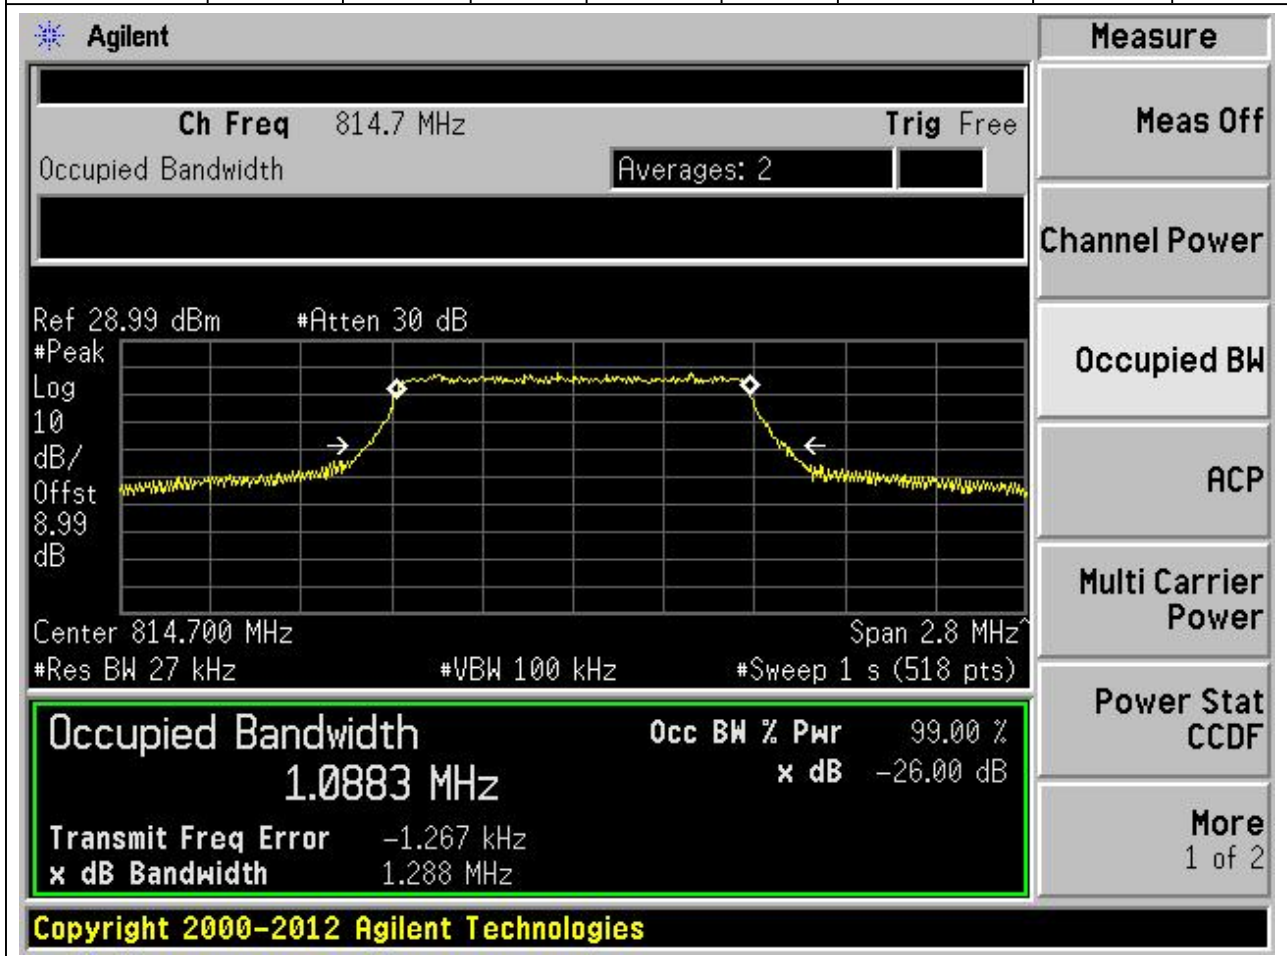 Agilent
Measure
Ch Freq 814.7 MHz Trig Free
Meas Off
Occupied Bandwidth Averages: 2
Channel Power
Ref 28.99 dBm #Atten 30 dB
#Peak
Log
10
dB/
Offst
8.99
dB
Occupied BW
ACP
Multi Carrier
Power
Center 814.700 MHz Span 2.8 MHz^
#Res BW 27 kHz #VBW 100 kHz #Sweep 1 s (518 pts)
Power Stat
CCDF
Occupied Bandwidth Occ BW % Pwr 99.00 %
1.0883 MHz x dB -26.00 dB
Transmit Freq Error -1.267 kHz
x dB Bandwidth 1.288 MHz
More
1 of 2
Copyright 2000-2012 Agilent Technologies